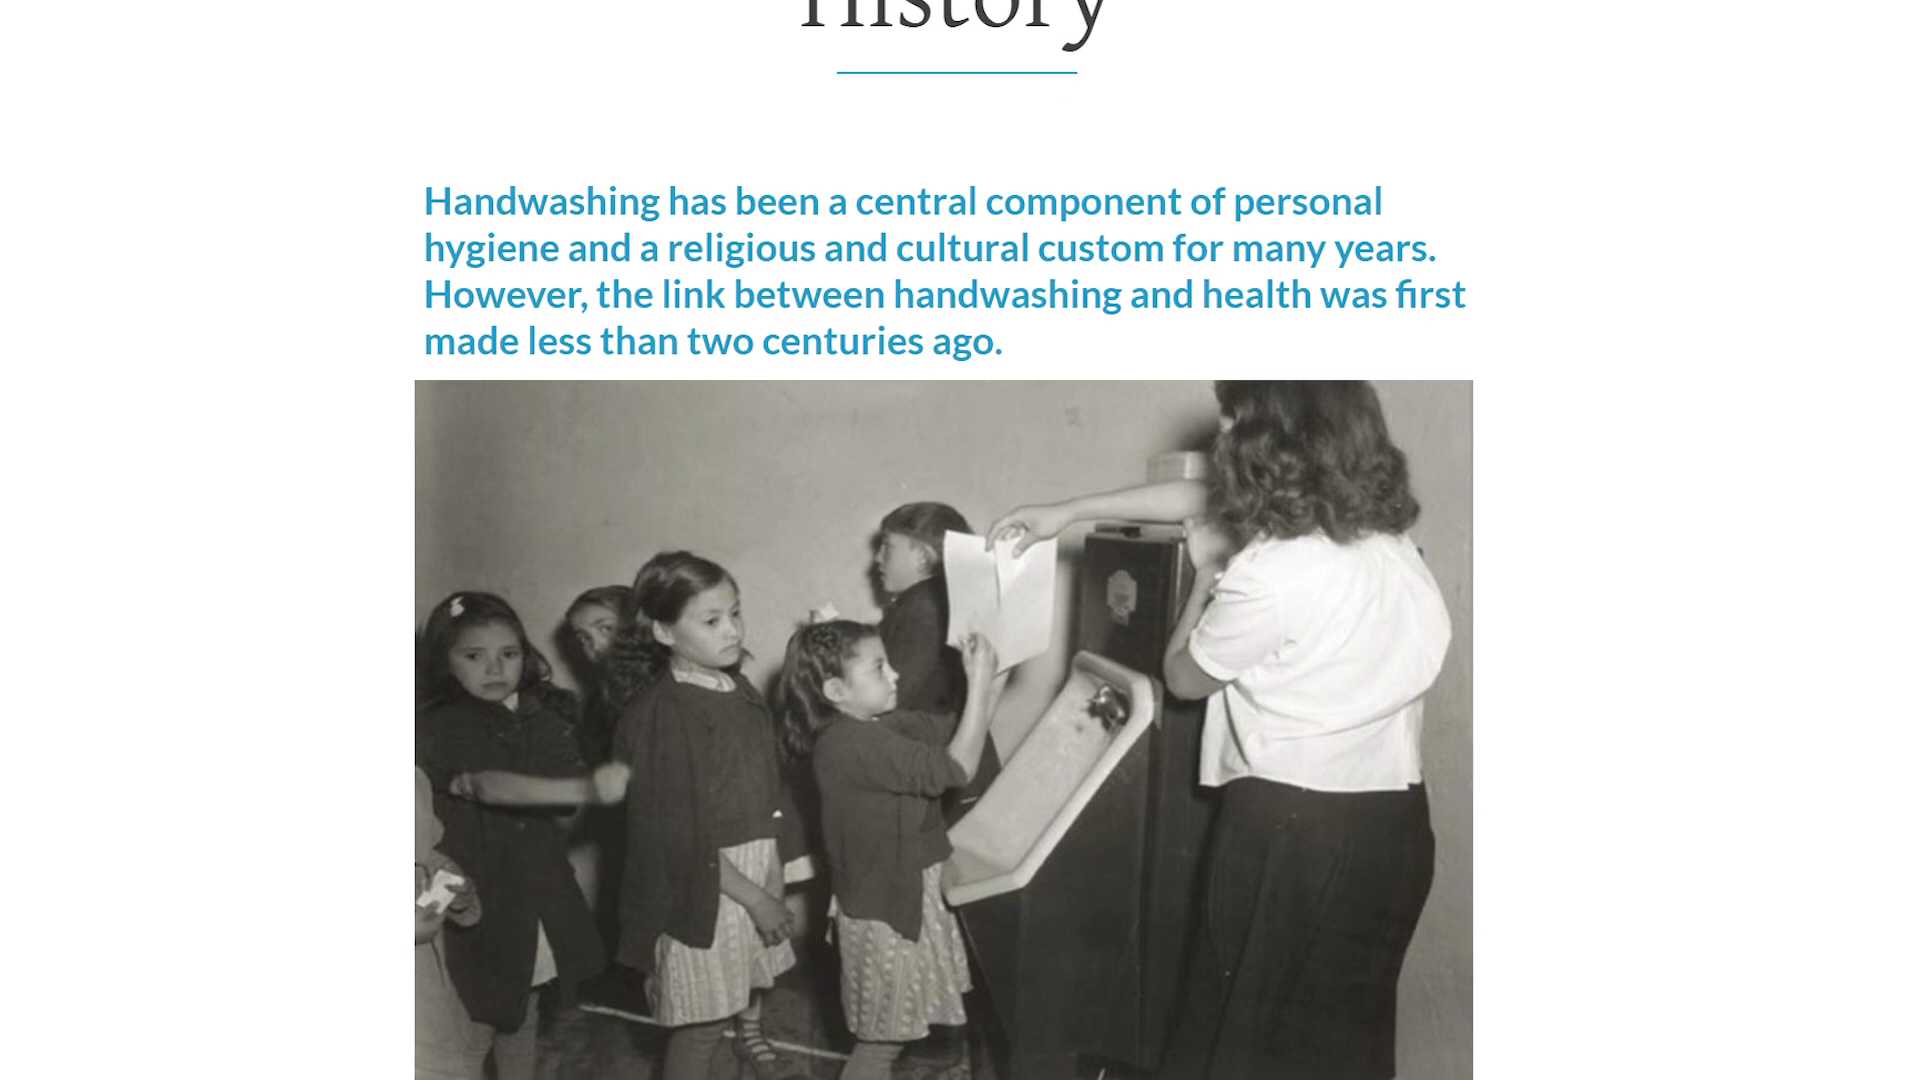 History
Handwashing has been a central component of personal
hygiene and a religious and cultural custom for many years.
However, the link between handwashing and health was first
made less than two centuries ago.